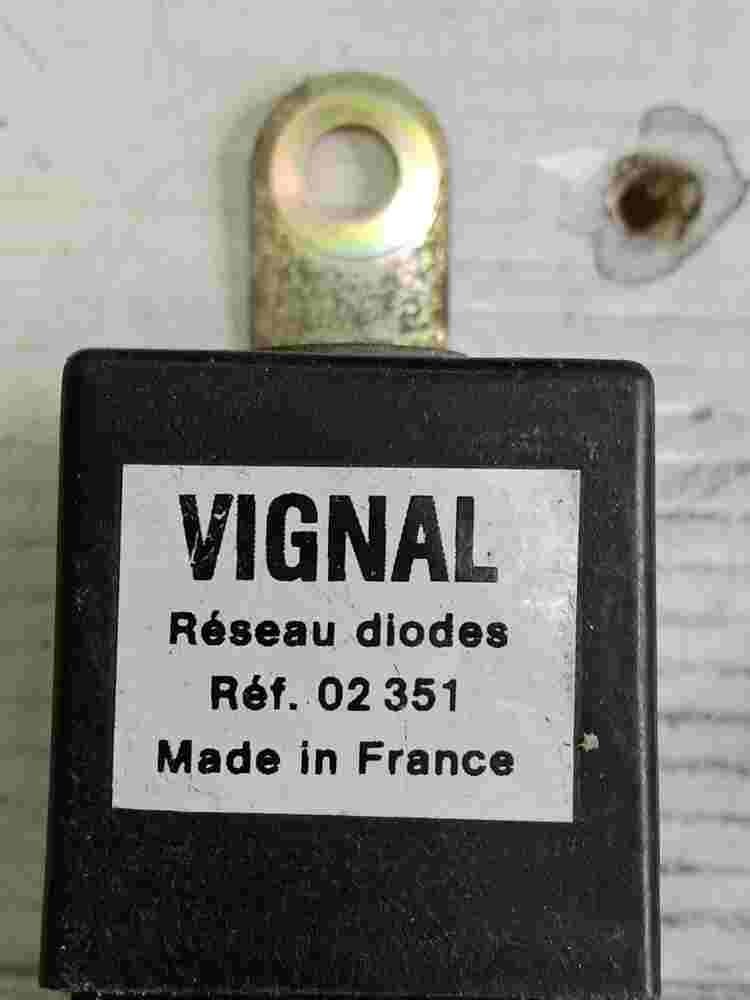 VIGNAL
Réseau diodes
Réf. 02 351
Made in France